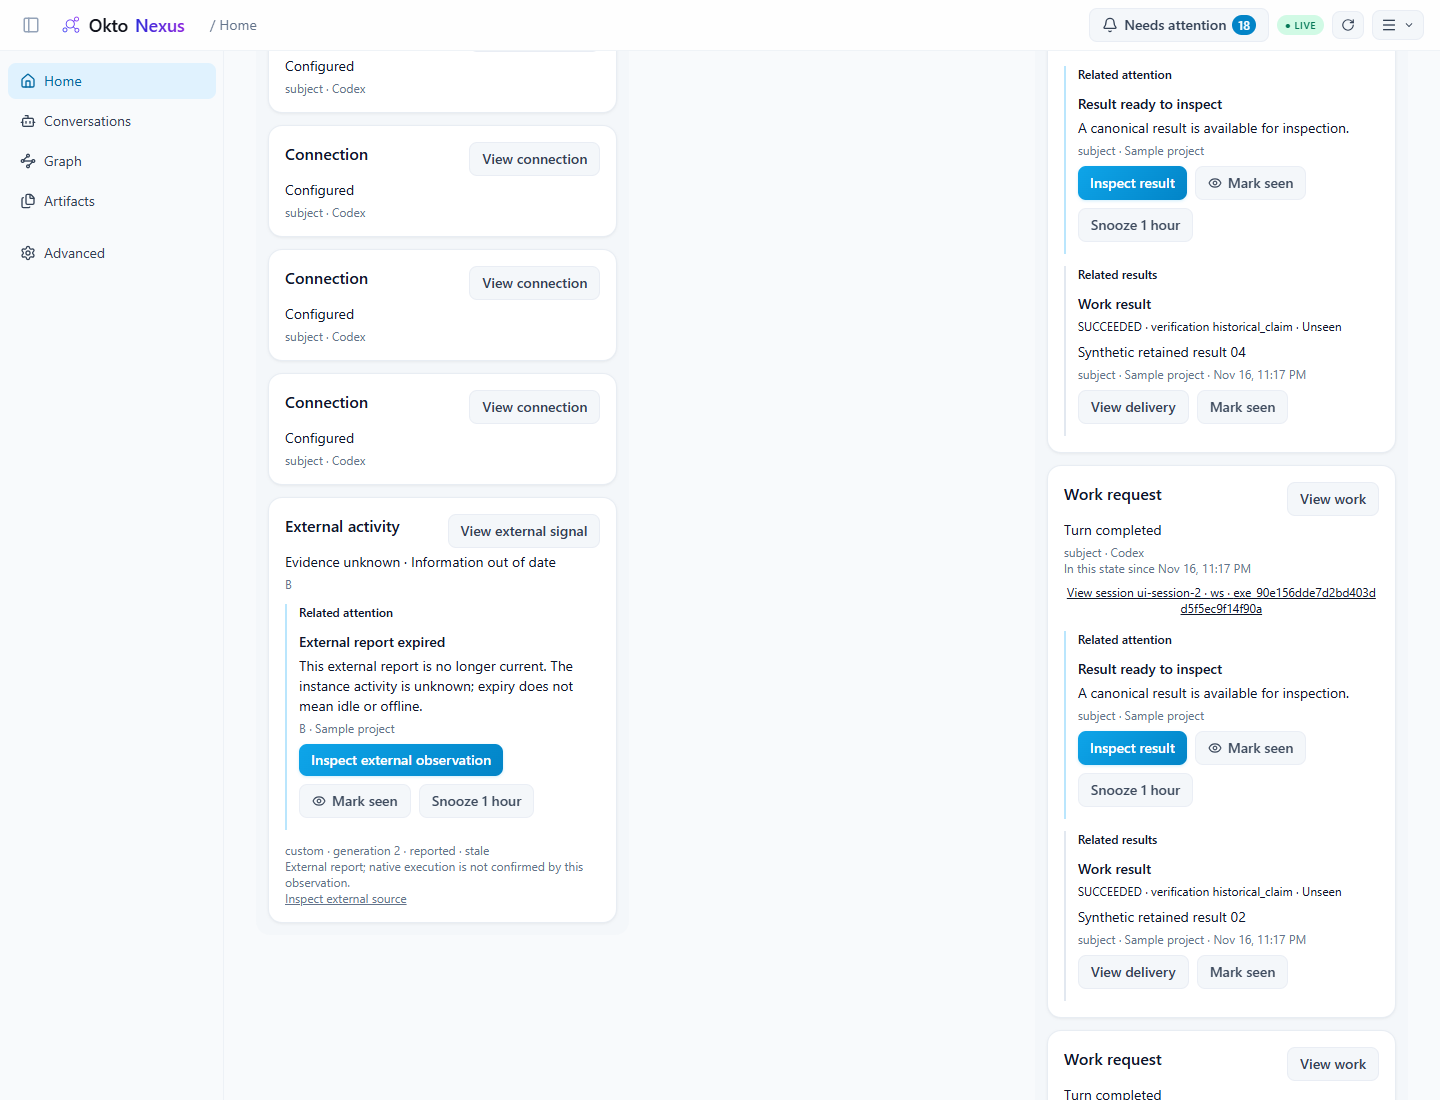 Okto Nexus
/ Home
Needs attention 18
LIVE
Home
Conversations
Graph
Artifacts
Advanced
Configured
subject · Codex
Connection
View connection
Configured
subject · Codex
Connection
View connection
Configured
subject · Codex
Connection
View connection
Configured
subject · Codex
External activity
View external signal
Evidence unknown · Information out of date
B
Related attention
External report expired
This external report is no longer current. The
instance activity is unknown; expiry does not
mean idle or offline.
B · Sample project
Inspect external observation
Mark seen
Snooze 1 hour
custom · generation 2 · reported · stale
External report; native execution is not confirmed by this
observation.
Inspect external source
Related attention
Result ready to inspect
A canonical result is available for inspection.
subject · Sample project
Inspect result
Mark seen
Snooze 1 hour
Related results
Work result
SUCCEEDED · verification historical_claim · Unseen
Synthetic retained result 04
subject · Sample project · Nov 16, 11:17 PM
View delivery
Mark seen
Work request
View work
Turn completed
subject · Codex
In this state since Nov 16, 11:17 PM
View session ui-session-2 · ws · exe_90e156dde7d2bd403d
d5f5ec9f14f90a
Related attention
Result ready to inspect
A canonical result is available for inspection.
subject · Sample project
Inspect result
Mark seen
Snooze 1 hour
Related results
Work result
SUCCEEDED · verification historical_claim · Unseen
Synthetic retained result 02
subject · Sample project · Nov 16, 11:17 PM
View delivery
Mark seen
Work request
View work
Turn completed